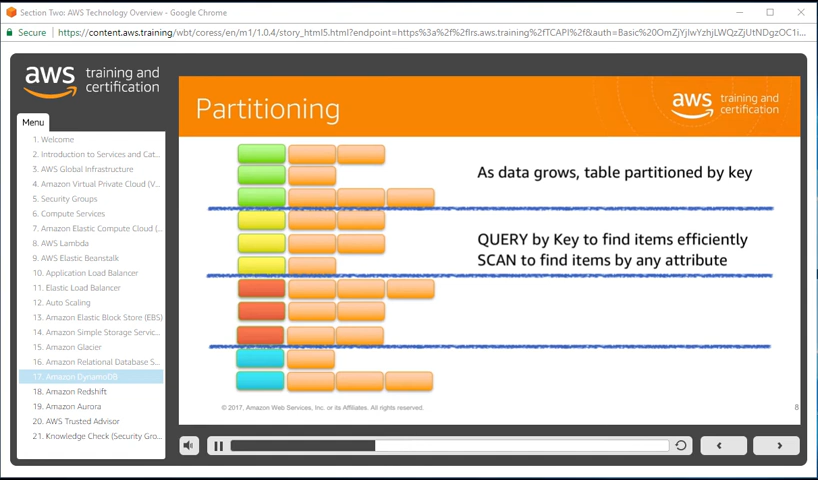 Section Two: AWS Technology Overview - Google Chrome
Secure
aws training and certification
Menu
1. Welcome
2. Introduction to Services and Cat...
3. AWS Global Infrastructure
4. Amazon Virtual Private Cloud (V...
5. Security Groups
6. Compute Services
7. Amazon Elastic Compute Cloud (...
8. AWS Lambda
9. AWS Elastic Beanstalk
10. Application Load Balancer
11. Elastic Load Balancer
12. Auto Scaling
13. Amazon Elastic Block Store (EBS)
14. Amazon Simple Storage Servic...
15. Amazon Glacier
16. Amazon Relational Database S...
17. Amazon DynamoDB
18. Amazon Redshift
19. Amazon Aurora
20. AWS Trusted Advisor
21. Knowledge Check (Security Gro...
Partitioning
aws training and certification
As data grows, table partitioned by key
QUERY by Key to find items efficiently
SCAN to find items by any attribute
© 2017, Amazon Web Services, Inc. or its Affiliates. All rights reserved.
8